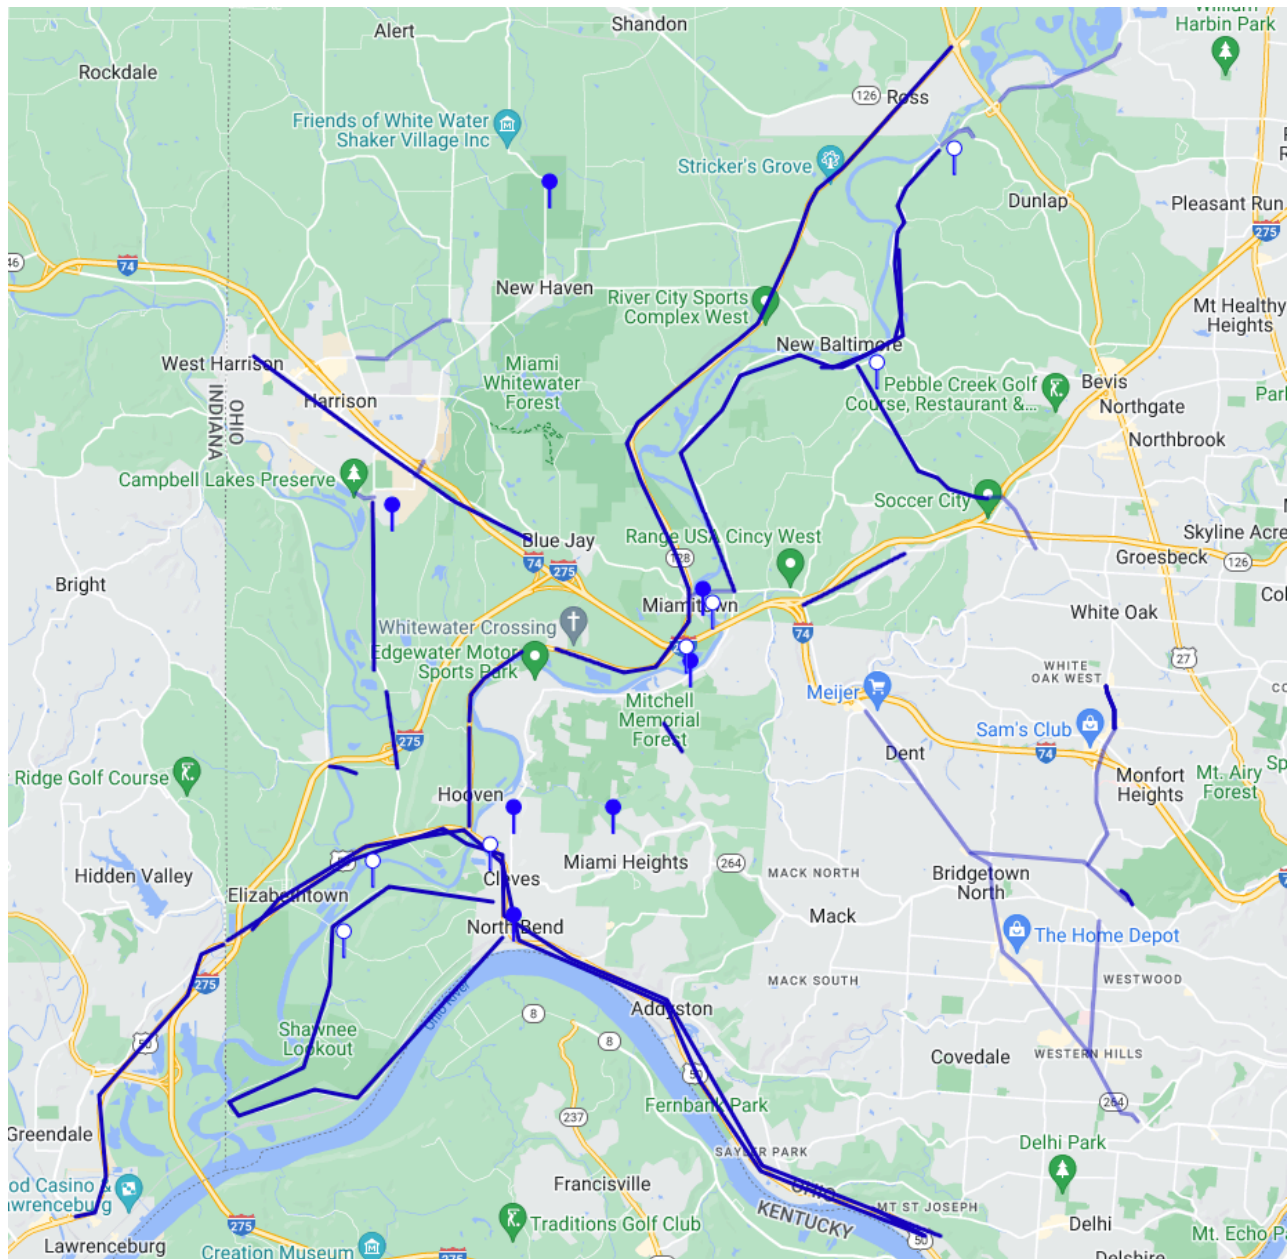 Alert
Shandon
William
Harbin Park
Rockdale
126
Ross
Friends of White Water
Shaker Village Inc
Stricker's Grove
Dunlap
Pleasant Run
275
46
74
New Haven
River City Sports
Complex West
Mt Healthy
Heights
New Baltimore
West Harrison
Miami
Whitewater
Forest
Pebble Creek Golf
Course, Restaurant &...
Bevis
Harrison
OHIO
INDIANA
Northgate
Northbrook
Campbell Lakes Preserve
Soccer City
Range USA Cincy West
Skyline Acre
Blue Jay
128
Groesbeck
126
74
275
Bright
Miamitown
White Oak
Whitewater Crossing
74
Edgewater Motor
Sports Park
WHITE
OAK WEST
27
Meijer
Mitchell
Memorial
Forest
Sam's Club
275
Dent
74
Ridge Golf Course
Monfort
Heights
Mt. Airy
Forest
Hooven
Hidden Valley
Miami Heights
264
Cleves
MACK NORTH
Bridgetown
North
Elizabethtown
Mack
North Bend
The Home Depot
MACK SOUTH
WESTWOOD
275
Ohio River
8
Addyston
Shawnee
Lookout
50
8
Covedale
WESTERN HILLS
50
264
237
Fernbank Park
Greendale
SAYLER PARK
Delhi Park
Francisville
OHIO
KENTUCKY
MT ST JOSEPH
od Casino &
awrenceburg
Traditions Golf Club
Delhi
Mt. Echo P
275
50
Lawrenceburg
Creation Museum
275
Delshire